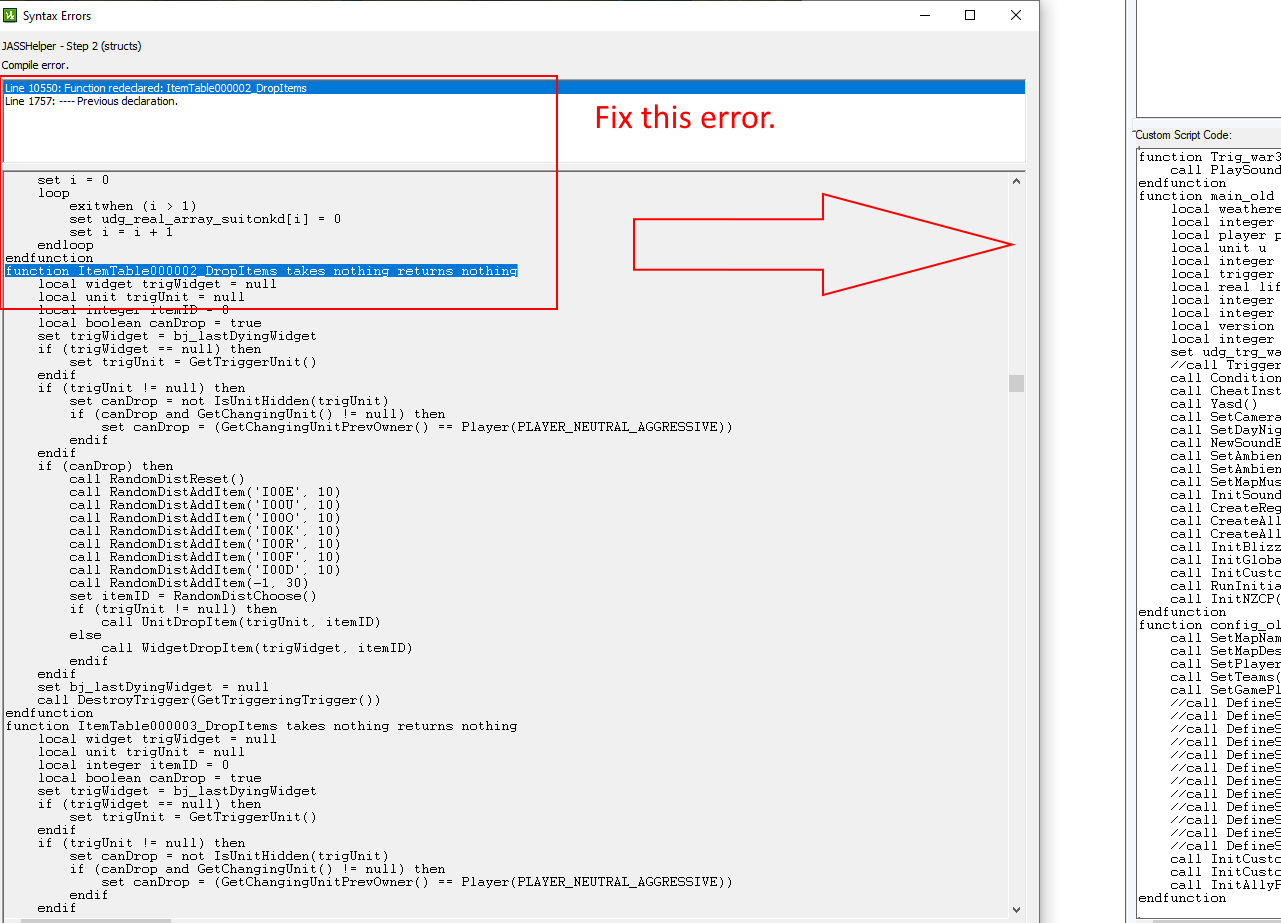 Syntax Errors
JASSHelper - Step 2 (structs)
Compile error.
Line 10550: Function redeclared: ItemTable000002_DropItems
Line 1757: ---- Previous declaration.
Fix this error.
    set i = 0
    loop
        exitwhen (i > 1)
        set udg_real_array_suitonkd[i] = 0
        set i = i + 1
    endloop
endfunction
function ItemTable000002_DropItems takes nothing returns nothing
    local widget trigWidget = null
    local unit trigUnit = null
    local integer itemID = 0
    local boolean canDrop = true
    set trigWidget = bj_lastDyingWidget
    if (trigWidget == null) then
        set trigUnit = GetTriggerUnit()
    endif
    if (trigUnit != null) then
        set canDrop = not IsUnitHidden(trigUnit)
        if (canDrop and GetChangingUnit() != null) then
            set canDrop = (GetChangingUnitPrevOwner() == Player(PLAYER_NEUTRAL_AGGRESSIVE))
        endif
    endif
    if (canDrop) then
        call RandomDistReset()
        call RandomDistAddItem('I00E', 10)
        call RandomDistAddItem('I00U', 10)
        call RandomDistAddItem('I00O', 10)
        call RandomDistAddItem('I00K', 10)
        call RandomDistAddItem('I00R', 10)
        call RandomDistAddItem('I00F', 10)
        call RandomDistAddItem('I00D', 10)
        call RandomDistAddItem(-1, 30)
        set itemID = RandomDistChoose()
        if (trigUnit != null) then
            call UnitDropItem(trigUnit, itemID)
        else
            call WidgetDropItem(trigWidget, itemID)
        endif
    endif
    set bj_lastDyingWidget = null
    call DestroyTrigger(GetTriggeringTrigger())
endfunction
function ItemTable000003_DropItems takes nothing returns nothing
    local widget trigWidget = null
    local unit trigUnit = null
    local integer itemID = 0
    local boolean canDrop = true
    set trigWidget = bj_lastDyingWidget
    if (trigWidget == null) then
        set trigUnit = GetTriggerUnit()
    endif
    if (trigUnit != null) then
        set canDrop = not IsUnitHidden(trigUnit)
        if (canDrop and GetChangingUnit() != null) then
            set canDrop = (GetChangingUnitPrevOwner() == Player(PLAYER_NEUTRAL_AGGRESSIVE))
        endif
    endif
Custom Script Code:
function Trig_war3
    call PlaySound
endfunction
function main_old
    local weathere
    local integer
    local player p
    local unit u
    local integer
    local trigger
    local real lif
    local integer
    local integer
    local version
    local integer
    set udg_trg_wa
    //call Trigger
    call Condition
    call CheatInst
    call Yasd()
    call SetCamera
    call SetDayNig
    call NewSoundE
    call SetAmbien
    call SetAmbien
    call SetMapMus
    call InitSound
    call CreateReg
    call CreateAll
    call CreateAll
    call InitBlizz
    call InitGloba
    call InitCusto
    call RunInitia
    call InitNZCP(
endfunction
function config_ol
    call SetMapNam
    call SetMapDes
    call SetPlayer
    call SetTeams(
    call SetGamePl
    //call DefineS
    //call DefineS
    //call DefineS
    //call DefineS
    //call DefineS
    //call DefineS
    //call DefineS
    //call DefineS
    //call DefineS
    //call DefineS
    //call DefineS
    //call DefineS
    call InitCusto
    call InitCusto
    call InitAllyP
endfunction